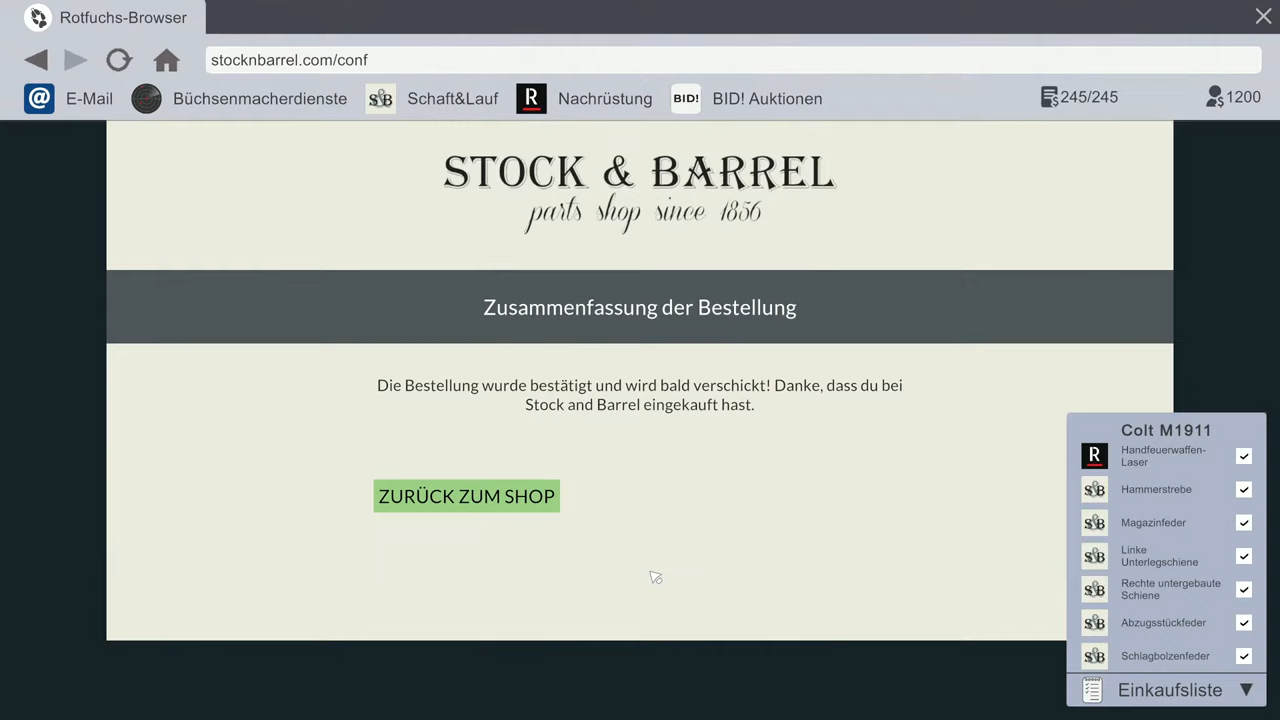 Rotfuchs-Browser
stocknbarrel.com/conf
@ E-Mail Büchsenmacherdienste S&B Schaft&Lauf R Nachrüstung BID! BID! Auktionen 245/245 1200
STOCK & BARREL
parts shop since 1856
Zusammenfassung der Bestellung
Die Bestellung wurde bestätigt und wird bald verschickt! Danke, dass du bei
Stock and Barrel eingekauft hast.
ZURÜCK ZUM SHOP
Colt M1911
R Handfeuerwaffen-
Laser
S&B Hammerstrebe
S&B Magazinfeder
S&B Linke
Unterlegschiene
S&B Rechte untergebaute
Schiene
S&B Abzugsstückfeder
S&B Schlagbolzenfeder
Einkaufsliste